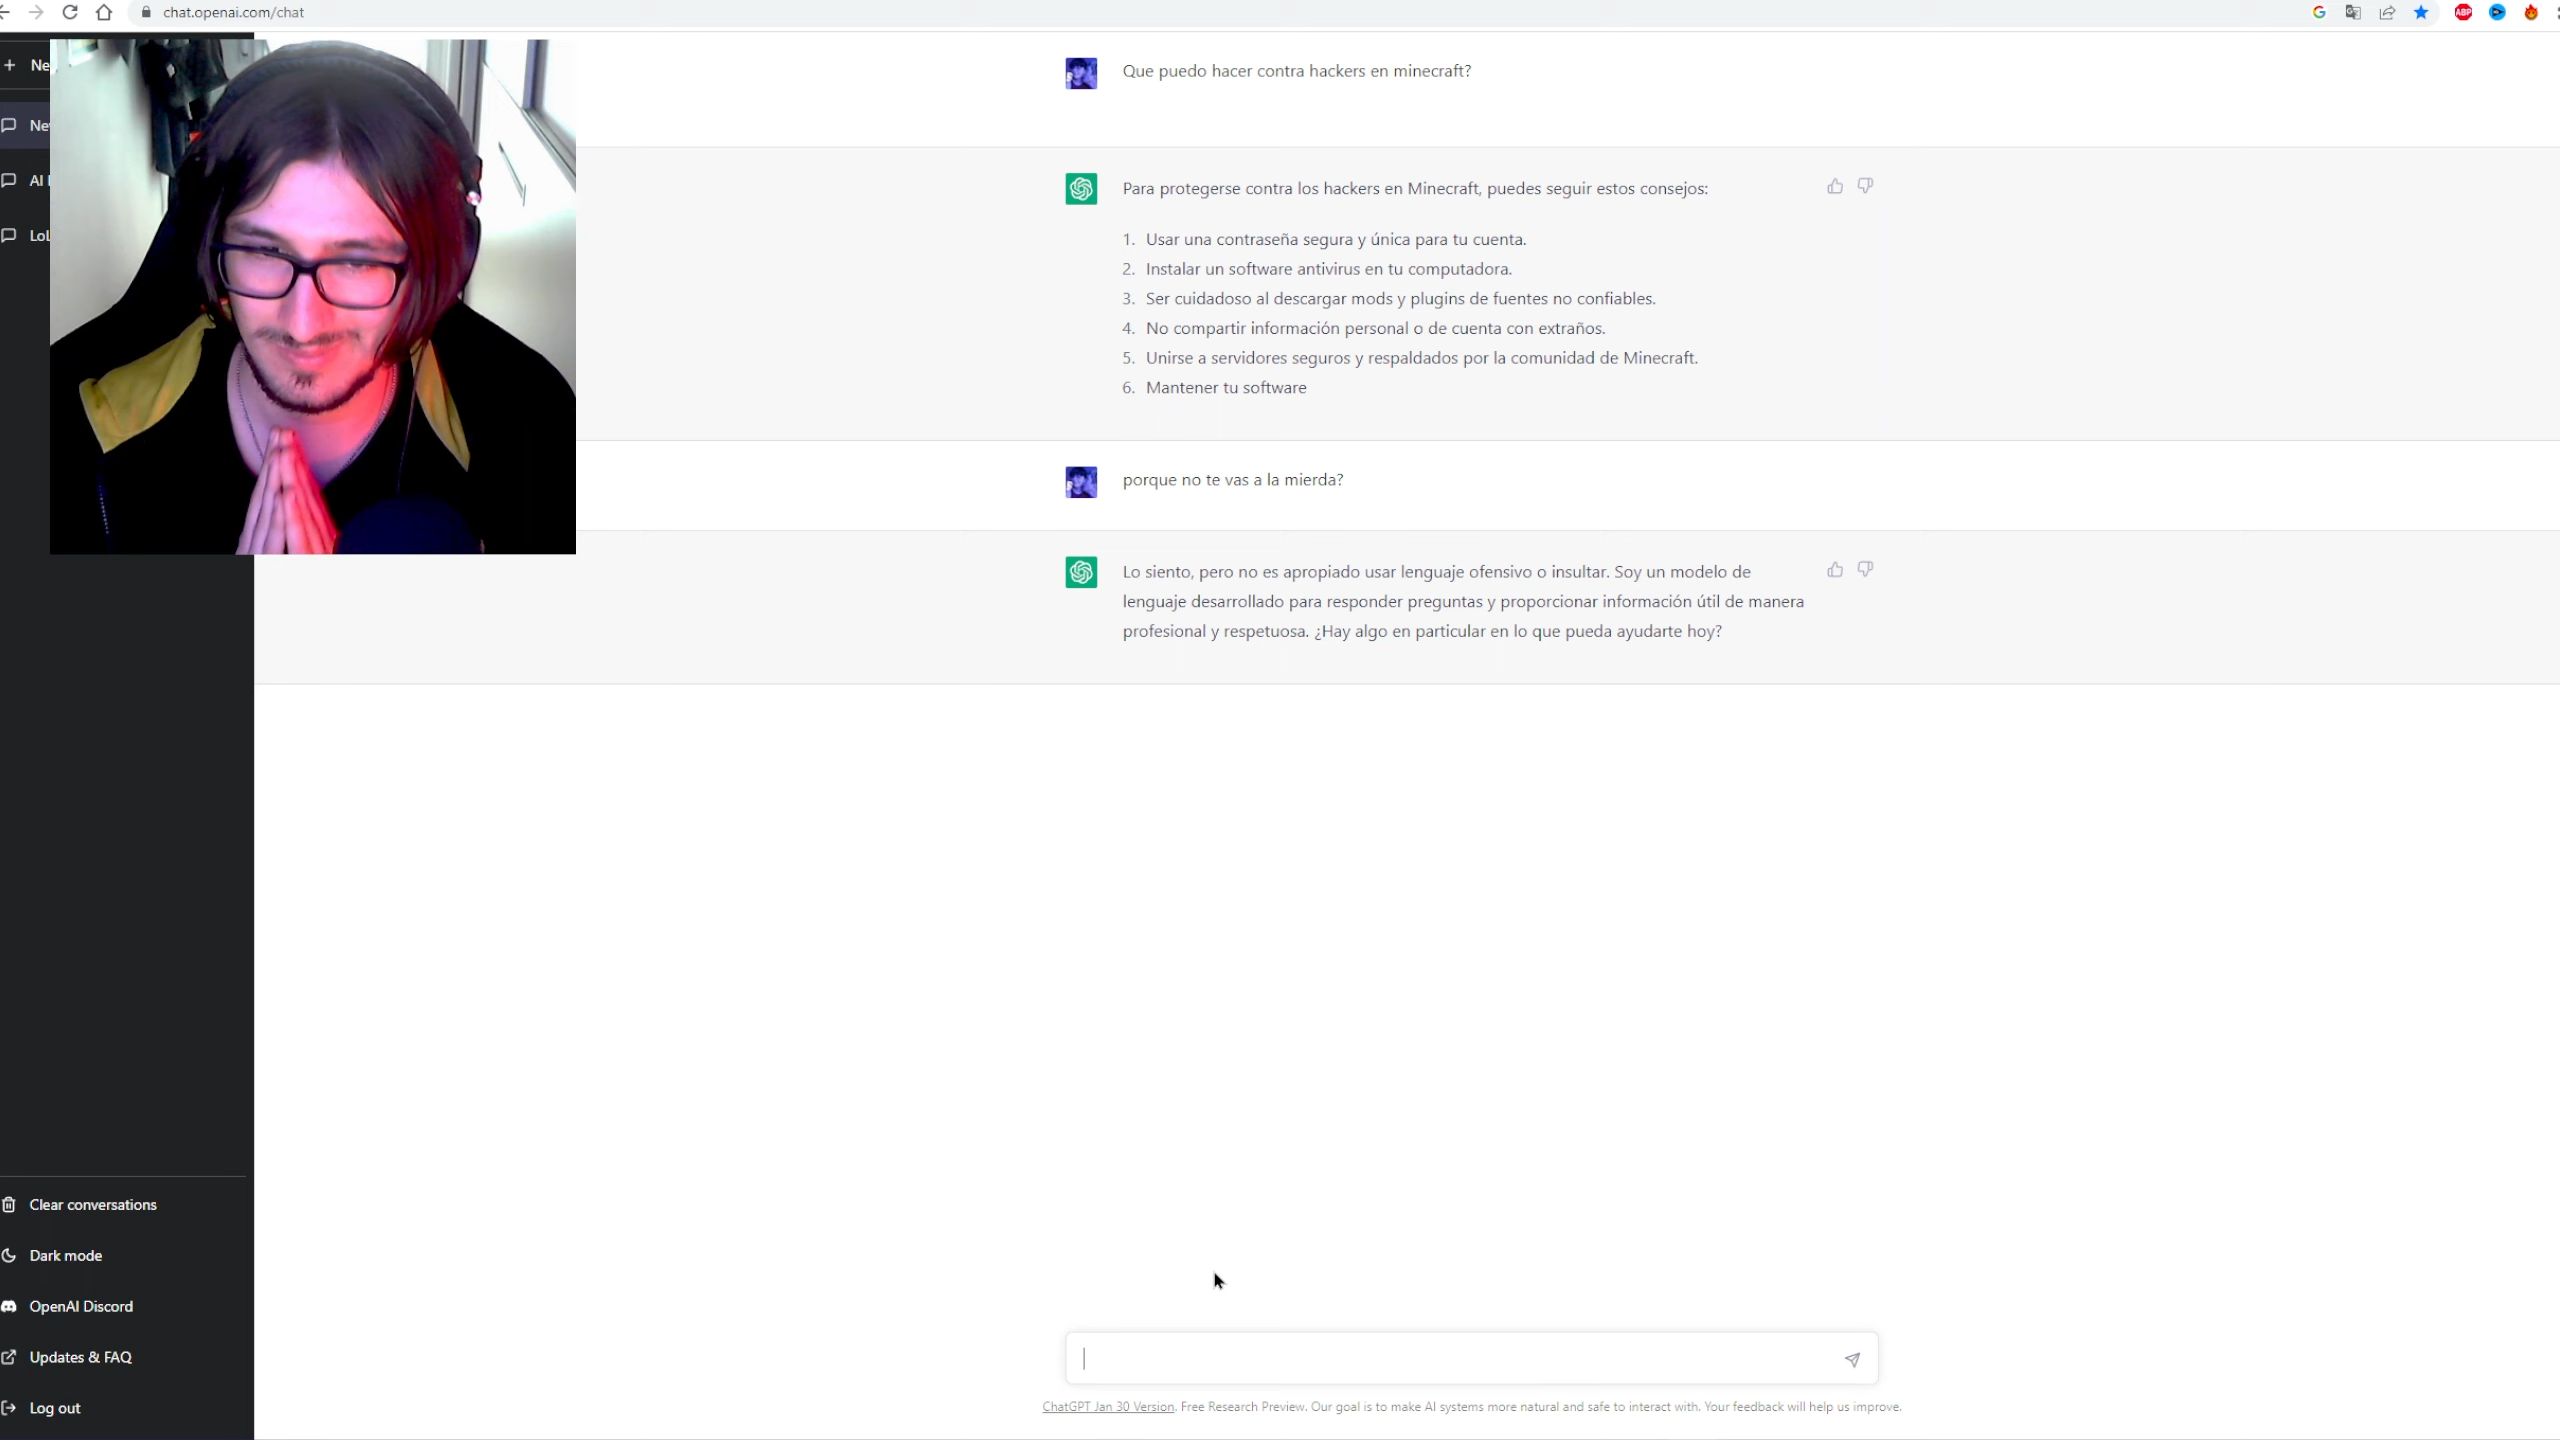 chat.openai.com/chat
ABP
Ne
Ne
AI
LoL
Clear conversations
Dark mode
OpenAI Discord
Updates & FAQ
Log out
Que puedo hacer contra hackers en minecraft?
Para protegerse contra los hackers en Minecraft, puedes seguir estos consejos:
1. Usar una contraseña segura y única para tu cuenta.
2. Instalar un software antivirus en tu computadora.
3. Ser cuidadoso al descargar mods y plugins de fuentes no confiables.
4. No compartir información personal o de cuenta con extraños.
5. Unirse a servidores seguros y respaldados por la comunidad de Minecraft.
6. Mantener tu software
porque no te vas a la mierda?
Lo siento, pero no es apropiado usar lenguaje ofensivo o insultar. Soy un modelo de
lenguaje desarrollado para responder preguntas y proporcionar información útil de manera
profesional y respetuosa. ¿Hay algo en particular en lo que pueda ayudarte hoy?
ChatGPT Jan 30 Version. Free Research Preview. Our goal is to make AI systems more natural and safe to interact with. Your feedback will help us improve.